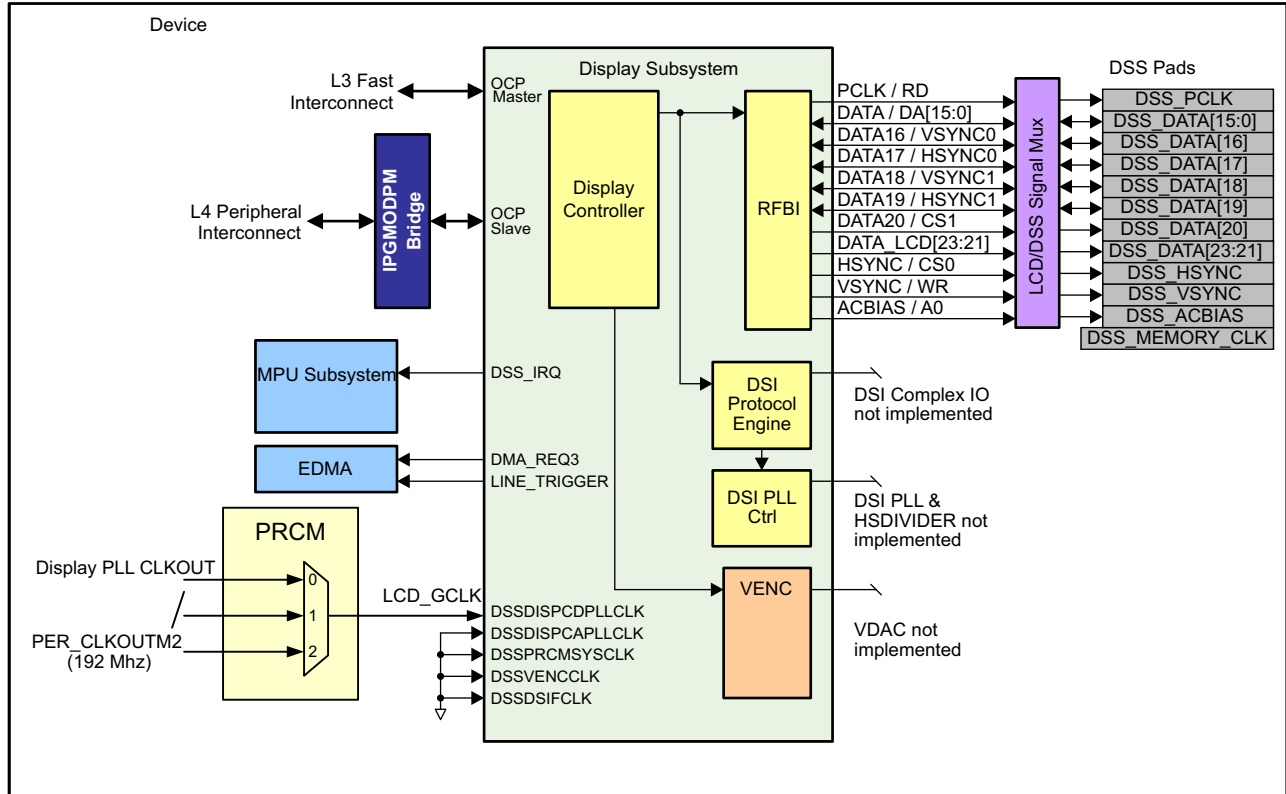 Device
L3 Fast
Interconnect
OCP
Master
Display Subsystem
DSS Pads
IPGMODPM
Bridge
L4 Peripheral
Interconnect
OCP
Slave
Display
Controller
RFBI
PCLK / RD
DATA / DA[15:0]
DATA16 / VSYNC0
DATA17 / HSYNC0
DATA18 / VSYNC1
DATA19 / HSYNC1
DATA20 / CS1
DATA_LCD[23:21]
HSYNC / CS0
VSYNC / WR
ACBIAS / A0
LCD/DSS Signal Mux
DSS_PCLK
DSS_DATA[15:0]
DSS_DATA[16]
DSS_DATA[17]
DSS_DATA[18]
DSS_DATA[19]
DSS_DATA[20]
DSS_DATA[23:21]
DSS_HSYNC
DSS_VSYNC
DSS_ACBIAS
DSS_MEMORY_CLK
MPU Subsystem
DSS_IRQ
DSI
Protocol
Engine
DSI Complex IO
not implemented
EDMA
DMA_REQ3
LINE_TRIGGER
DSI PLL
Ctrl
DSI PLL &
HSDIVIDER not
implemented
PRCM
Display PLL CLKOUT
0
1
2
PER_CLKOUTM2
(192 Mhz)
LCD_GCLK
DSSDISPCDPLLCLK
DSSDISPCAPLLCLK
DSSPRCMSYSCLK
DSSVENCCLK
DSSDSIFCLK
VENC
VDAC not
implemented